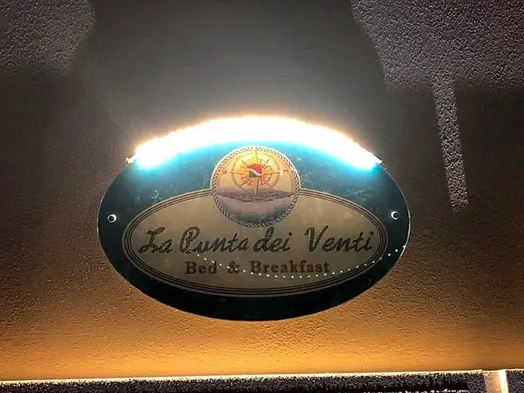 La Punta dei Venti
Bed & Breakfast